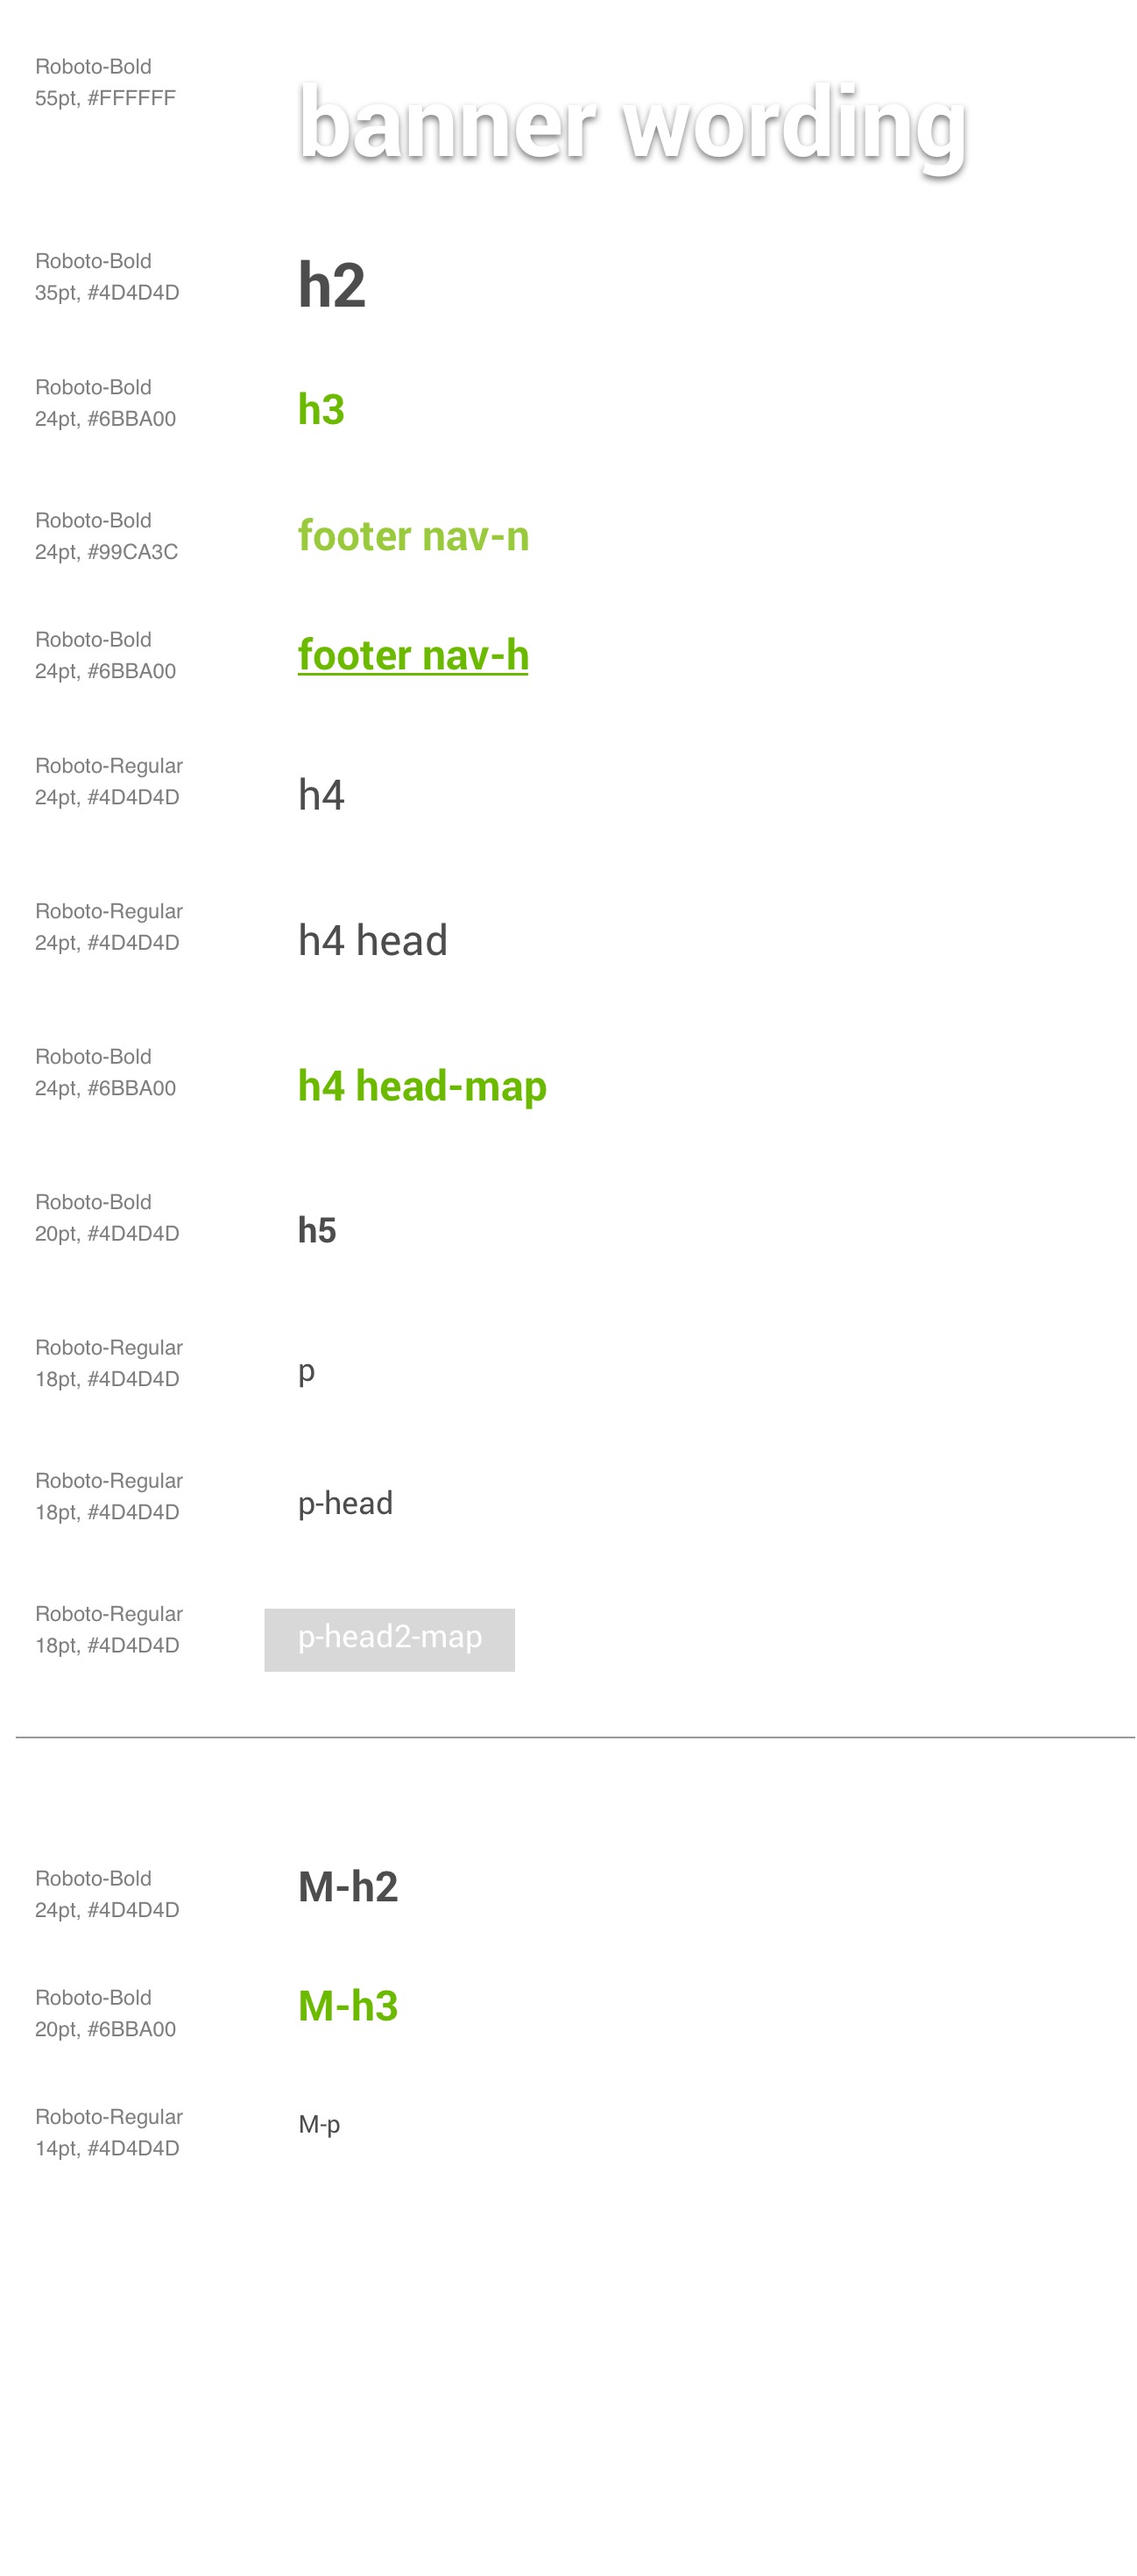 Roboto-Bold
55pt, #FFFFFF
banner wording
Roboto-Bold
35pt, #4D4D4D
h2
Roboto-Bold
24pt, #6BBA00
h3
Roboto-Bold
24pt, #99CA3C
footer nav-n
Roboto-Bold
24pt, #6BBA00
footer nav-h
Roboto-Regular
24pt, #4D4D4D
h4
Roboto-Regular
24pt, #4D4D4D
h4 head
Roboto-Bold
24pt, #6BBA00
h4 head-map
Roboto-Bold
20pt, #4D4D4D
h5
Roboto-Regular
18pt, #4D4D4D
p
Roboto-Regular
18pt, #4D4D4D
p-head
Roboto-Regular
18pt, #4D4D4D
p-head2-map
Roboto-Bold
24pt, #4D4D4D
M-h2
Roboto-Bold
20pt, #6BBA00
M-h3
Roboto-Regular
14pt, #4D4D4D
M-p